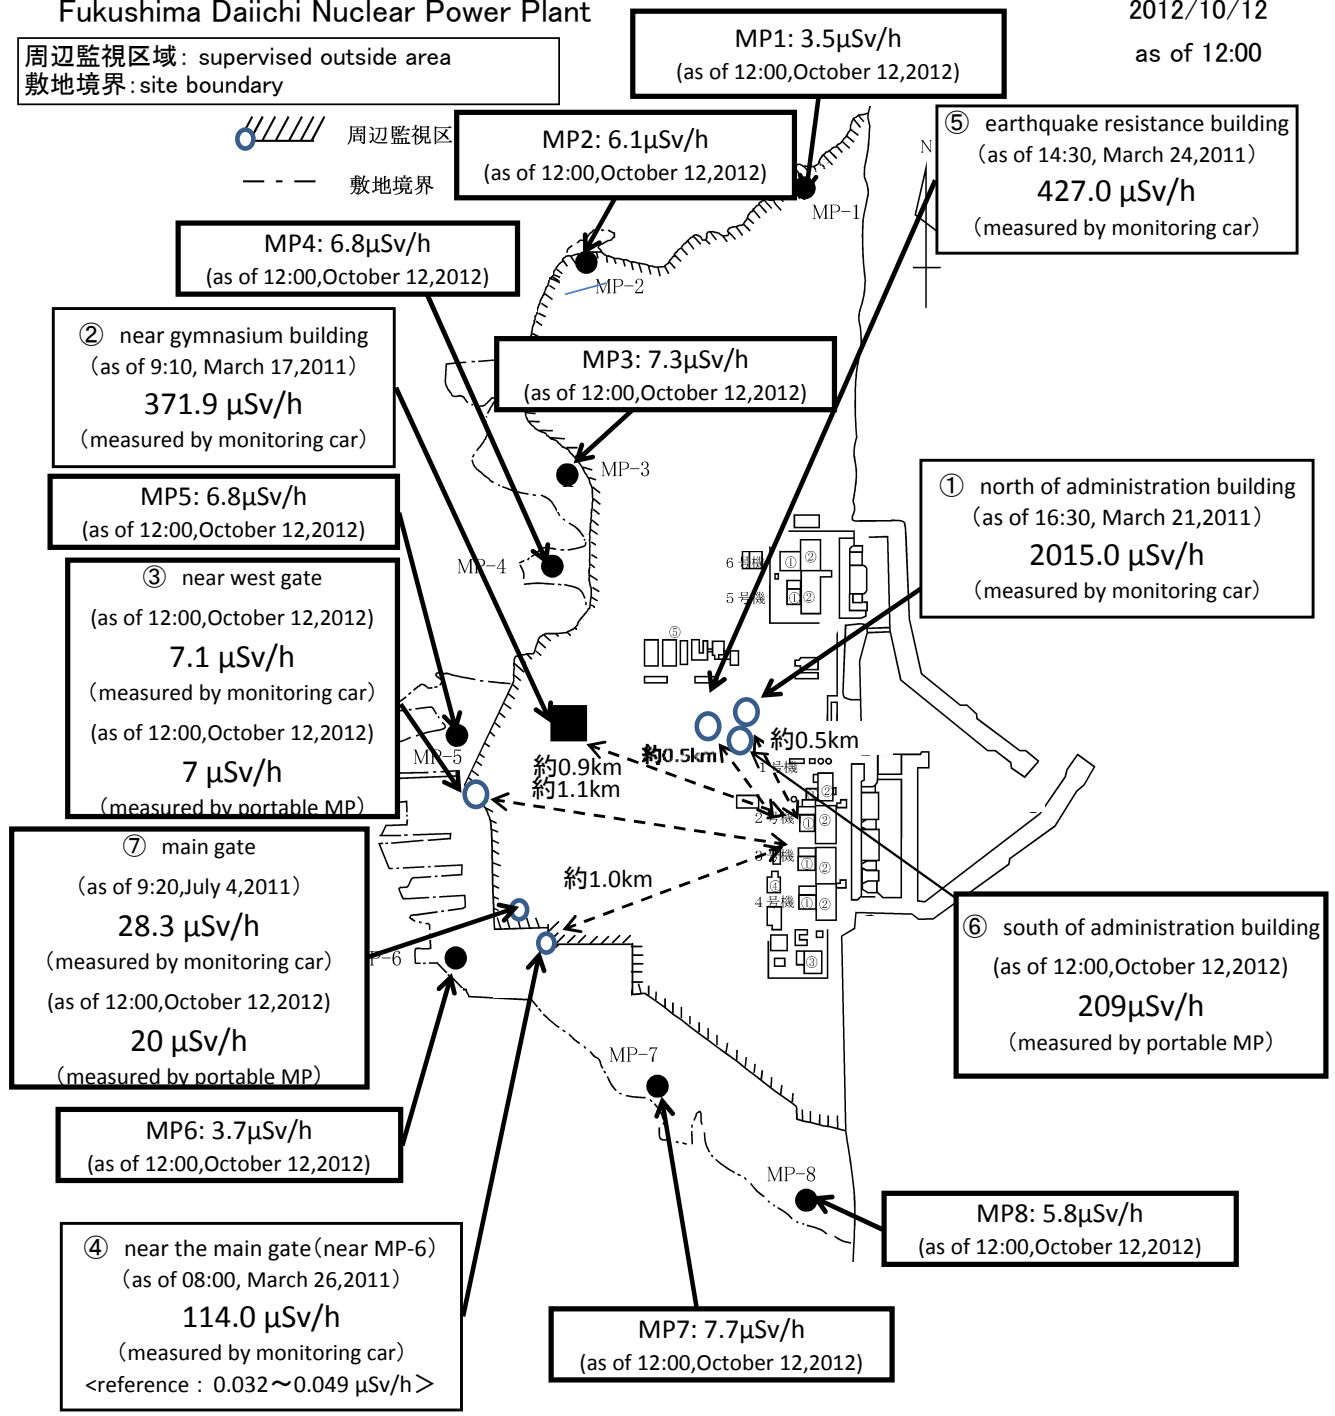 Fukushima Daiichi Nuclear Power Plant
2012/10/12
as of 12:00
周辺監視区域: supervised outside area
敷地境界:site boundary
周辺監視区
敷地境界
MP1: 3.5μSv/h
(as of 12:00,October 12,2012)
MP2: 6.1μSv/h
(as of 12:00,October 12,2012)
⑤ earthquake resistance building
(as of 14:30, March 24,2011)
427.0 μSv/h
(measured by monitoring car)
N
MP-1
MP4: 6.8μSv/h
(as of 12:00,October 12,2012)
MP-2
② near gymnasium building
(as of 9:10, March 17,2011)
371.9 μSv/h
(measured by monitoring car)
MP3: 7.3μSv/h
(as of 12:00,October 12,2012)
MP-3
MP5: 6.8μSv/h
(as of 12:00,October 12,2012)
① north of administration building
(as of 16:30, March 21,2011)
2015.0 μSv/h
(measured by monitoring car)
MP-4
6号機
① ②
5号機
① ②
⑤
③ near west gate
(as of 12:00,October 12,2012)
7.1 μSv/h
(measured by monitoring car)
(as of 12:00,October 12,2012)
7 μSv/h
(measured by portable MP)
MP-5
約0.9km
約1.1km
約0.5km
約0.5km
1号機
②
2号機
① ②
3号機
① ②
④
4号機
① ②
③
約1.0km
⑦ main gate
(as of 9:20,July 4,2011)
28.3 μSv/h
(measured by monitoring car)
(as of 12:00,October 12,2012)
20 μSv/h
(measured by portable MP)
P-6
⑥ south of administration building
(as of 12:00,October 12,2012)
209μSv/h
(measured by portable MP)
MP-7
MP6: 3.7μSv/h
(as of 12:00,October 12,2012)
MP-8
MP8: 5.8μSv/h
(as of 12:00,October 12,2012)
④ near the main gate(near MP-6)
(as of 08:00, March 26,2011)
114.0 μSv/h
(measured by monitoring car)
<reference : 0.032～0.049 μSv/h>
MP7: 7.7μSv/h
(as of 12:00,October 12,2012)